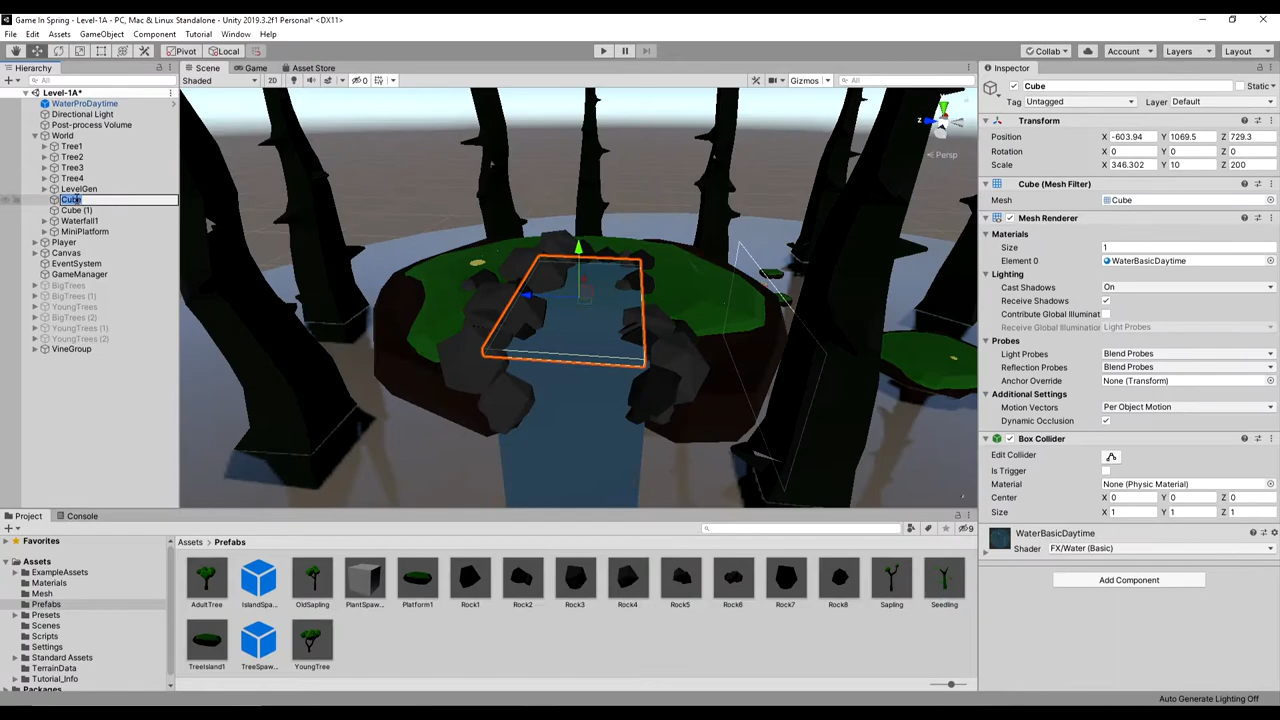 Game In Spring - Level-1A - PC, Mac & Linux Standalone - Unity 2019.3.2f1 Personal* <DX11>
File Edit Assets GameObject Component Tutorial Window Help
Pivot Local Collab Account Layers Layout
Hierarchy
All
Level-1A*
WaterProDaytime
Directional Light
Post-process Volume
World
Tree1
Tree2
Tree3
Tree4
LevelGen
Cube
Cube (1)
Waterfall1
MiniPlatform
Player
Canvas
EventSystem
GameManager
BigTrees
BigTrees (1)
YoungTrees
BigTrees (2)
YoungTrees (1)
YoungTrees (2)
VineGroup
Scene Game Asset Store
Shaded 2D 0 Gizmos All
z
Persp
Inspector
Cube Static
Tag Untagged Layer Default
Transform
Position X -603.94 Y 1069.5 Z 729.3
Rotation X 0 Y 0 Z 0
Scale X 346.302 Y 10 Z 200
Cube (Mesh Filter)
Mesh Cube
Mesh Renderer
Materials
Size 1
Element 0 WaterBasicDaytime
Lighting
Cast Shadows On
Receive Shadows
Contribute Global Illuminat
Receive Global Illumination Light Probes
Probes
Light Probes Blend Probes
Reflection Probes Blend Probes
Anchor Override None (Transform)
Additional Settings
Motion Vectors Per Object Motion
Dynamic Occlusion
Box Collider
Edit Collider
Is Trigger
Material None (Physic Material)
Center X 0 Y 0 Z 0
Size X 1 Y 1 Z 1
WaterBasicDaytime
Shader FX/Water (Basic)
Add Component
Project Console
9
Favorites
Assets
ExampleAssets
Materials
Mesh
Prefabs
Presets
Scenes
Scripts
Settings
Standard Assets
TerrainData
Tutorial_Info
Packages
Assets Prefabs
AdultTree IslandSpa... OldSapling PlantSpaw... Platform1 Rock1 Rock2 Rock3 Rock4 Rock5 Rock6 Rock7 Rock8 Sapling Seedling
TreeIsland1 TreeSpaw... YoungTree
Auto Generate Lighting Off